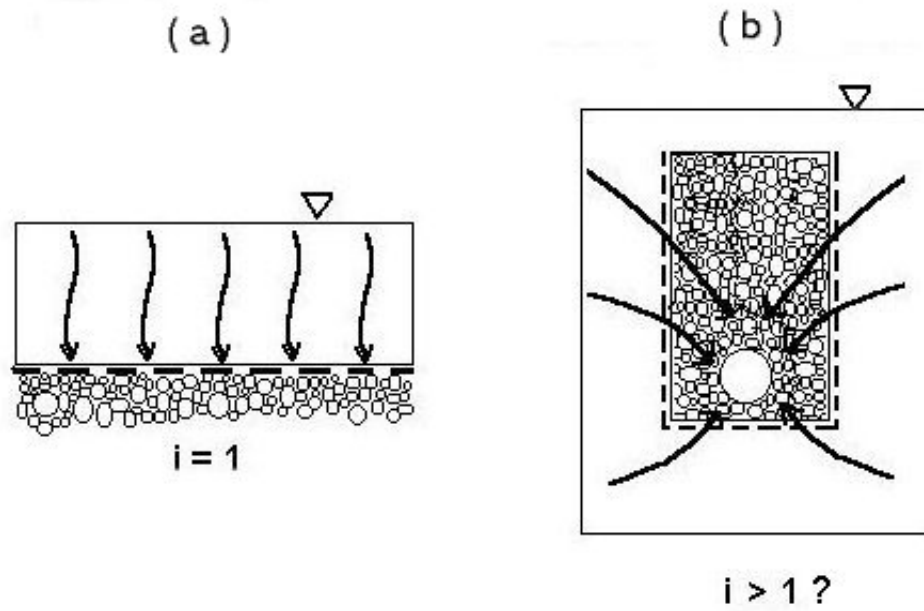 ( a )
( b )
i = 1
i > 1 ?